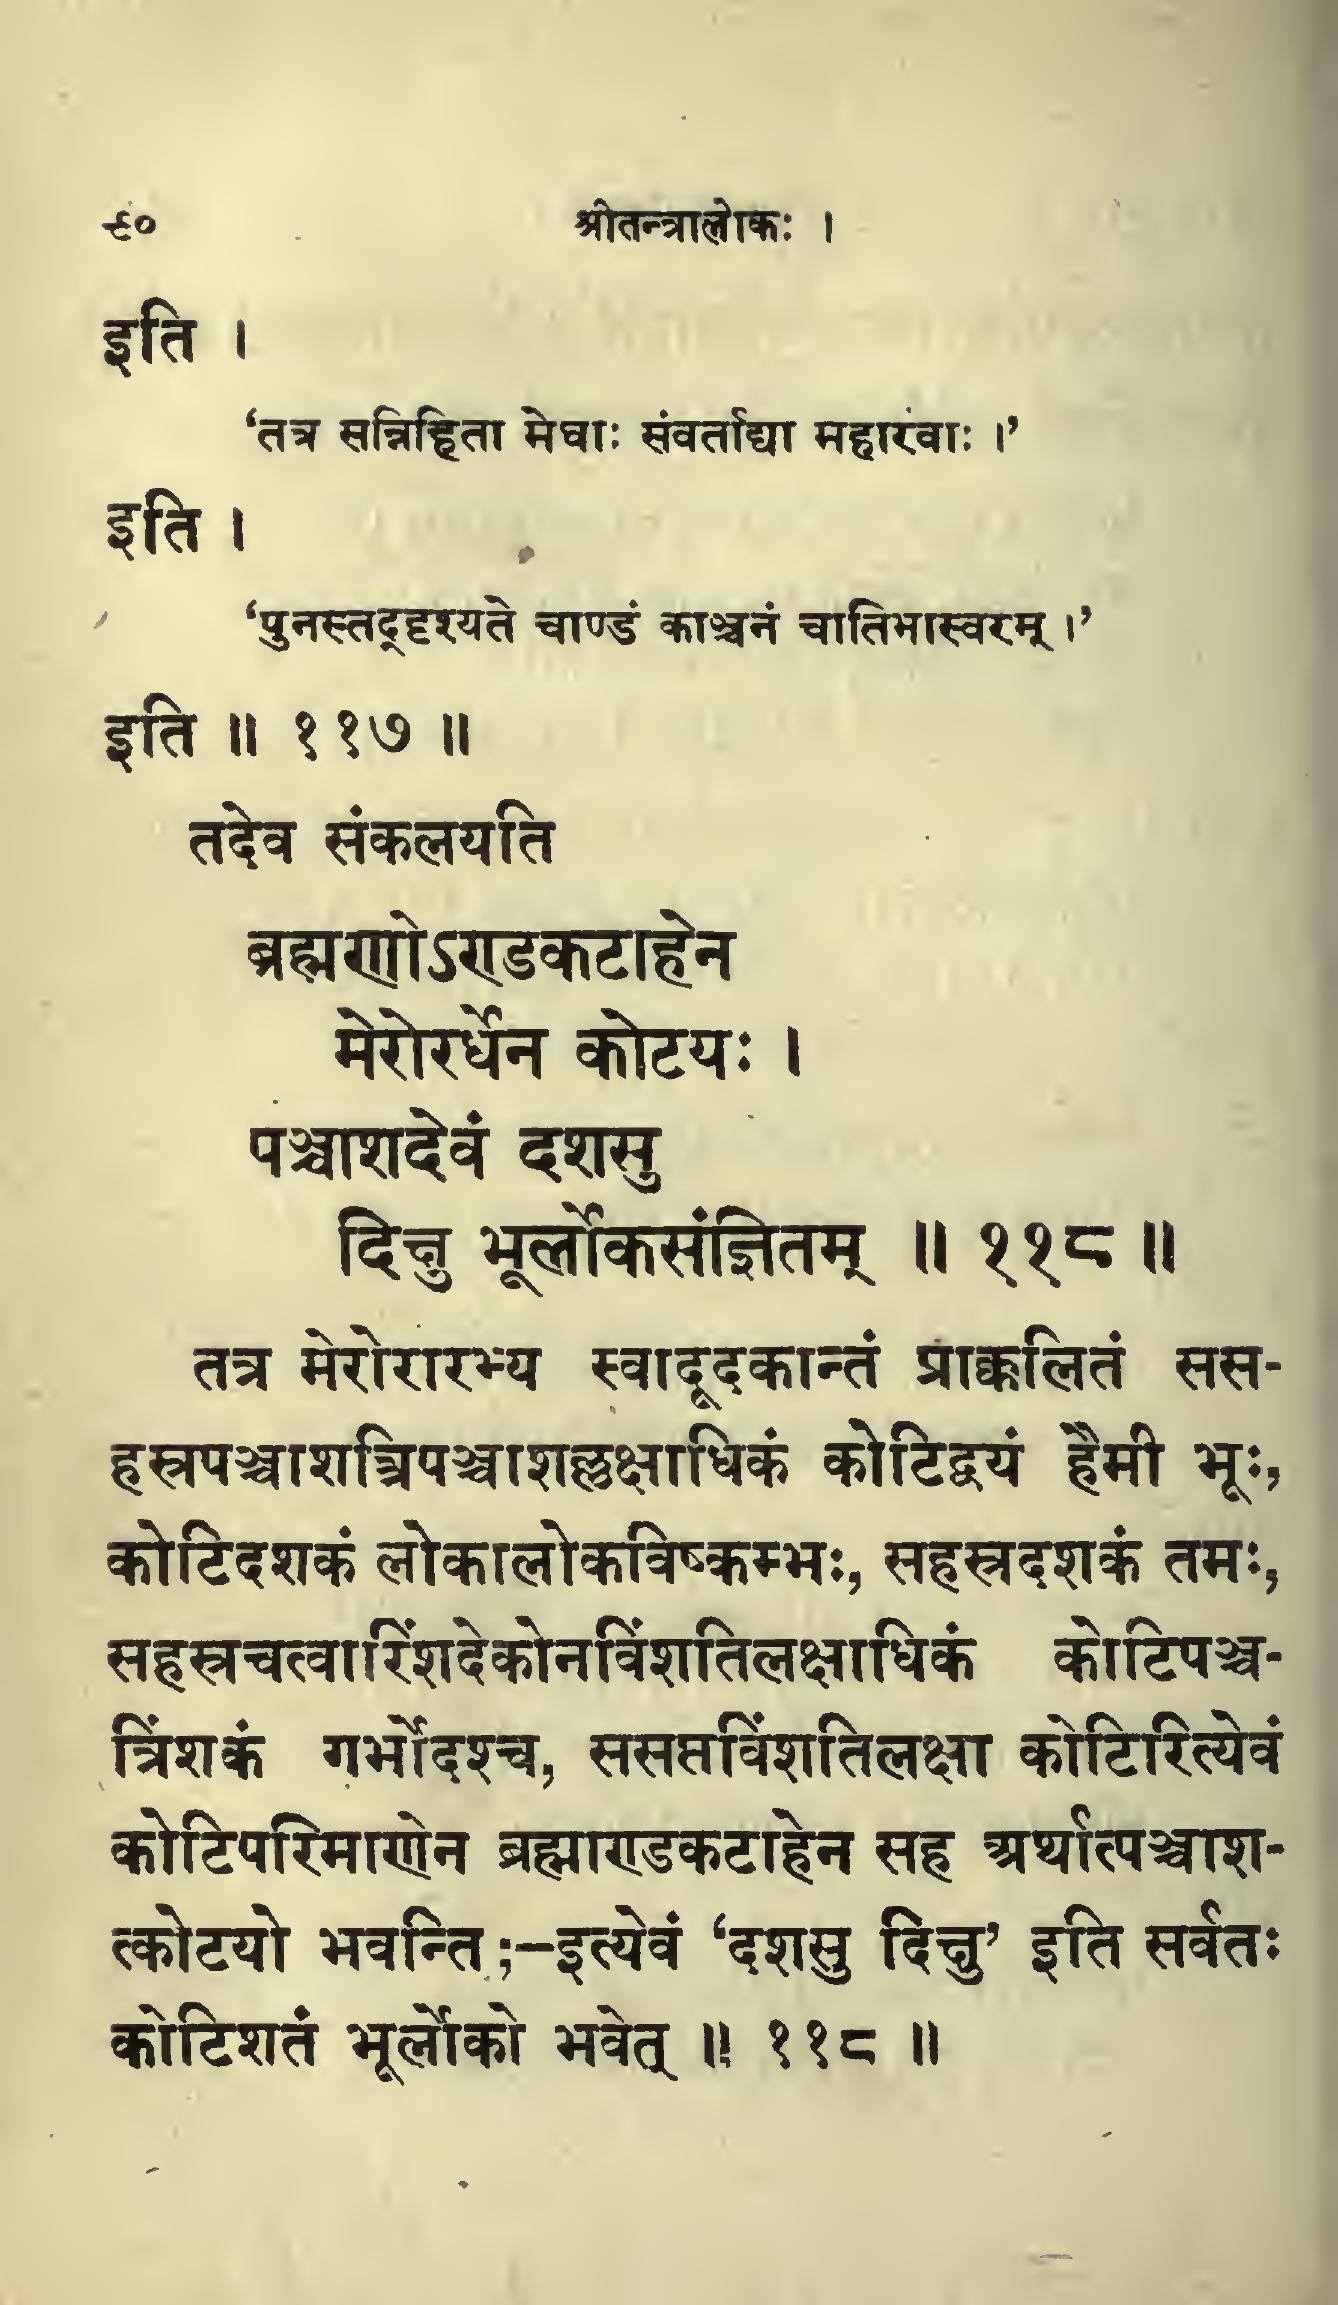 ९० श्रीतन्त्रालोकः ।
इति ।
‘तत्र सन्निहिता मेघाः संवर्ताद्या महारवाः ।’
इति ।
‘पुनस्तद्दृश्यते चाण्डं काञ्चनं चातिभास्वरम् ।’
इति ॥ ११७ ॥
तदेव संकलयति
ब्रह्मणोऽण्डकटाहेन
मेरोरर्धेन कोटयः ।
पञ्चाशदेवं दशसु
दिक्षु भूर्लोकसंज्ञितम् ॥ ११८ ॥
तत्र मेरोरारभ्य स्वादूदकान्तं प्राक्कलितं सस-
हस्रपञ्चाशत्त्रिपञ्चाशल्लक्षाधिकं कोटिद्वयं हैमी भूः,
कोटिदशकं लोकालोकविष्कम्भः, सहस्रदशकं तमः,
सहस्रचत्वारिंशदेकोनविंशतिलक्षाधिकं कोटिपञ्च-
त्रिंशकं गर्भोदश्च, ससप्तविंशतिलक्षा कोटिरित्येवं
कोटिपरिमाणेन ब्रह्माण्डकटाहेन सह अर्थात्पञ्चाश-
त्कोटयो भवन्ति;—इत्येवं ‘दशसु दिक्षु’ इति सर्वतः
कोटिशतं भूर्लोको भवेत् ॥ ११८ ॥